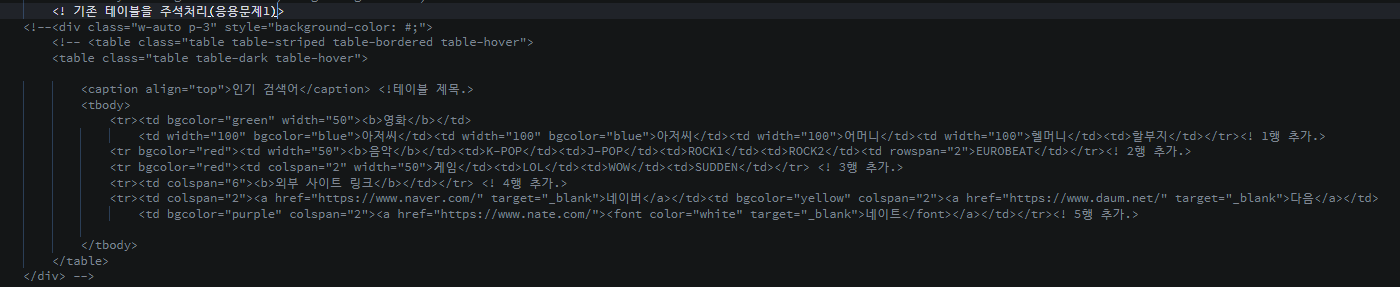 <! 기존 테이블을 주석처리(응용문제1)>
<!--<div class="w-auto p-3" style="background-color: #;">
<!-- <table class="table table-striped table-bordered table-hover">
<table class="table table-dark table-hover">
<caption align="top">인기 검색어</caption> <!테이블 제목.>
<tbody>
<tr><td bgcolor="green" width="50"><b>영화</b></td>
<td width="100" bgcolor="blue">아저씨</td><td width="100" bgcolor="blue">아저씨</td><td width="100">어머니</td><td width="100">헬머니</td><td>할부지</td></tr><! 1행 추가.>
<tr bgcolor="red"><td width="50"><b>음악</b></td><td>K-POP</td><td>J-POP</td><td>ROCK1</td><td>ROCK2</td><td rowspan="2">EUROBEAT</td></tr><! 2행 추가.>
<tr bgcolor="red"><td colspan="2" width="50">게임</td><td>LOL</td><td>WOW</td><td>SUDDEN</td></tr> <! 3행 추가.>
<tr><td colspan="6"><b>외부 사이트 링크</b></td></tr> <! 4행 추가.>
<tr><td colspan="2"><a href="https://www.naver.com/" target="_blank">네이버</a></td><td bgcolor="yellow" colspan="2"><a href="https://www.daum.net/" target="_blank">다음</a></td>
<td bgcolor="purple" colspan="2"><a href="https://www.nate.com/"><font color="white" target="_blank">네이트</font></a></td></tr><! 5행 추가.>
</tbody>
</table>
</div> -->